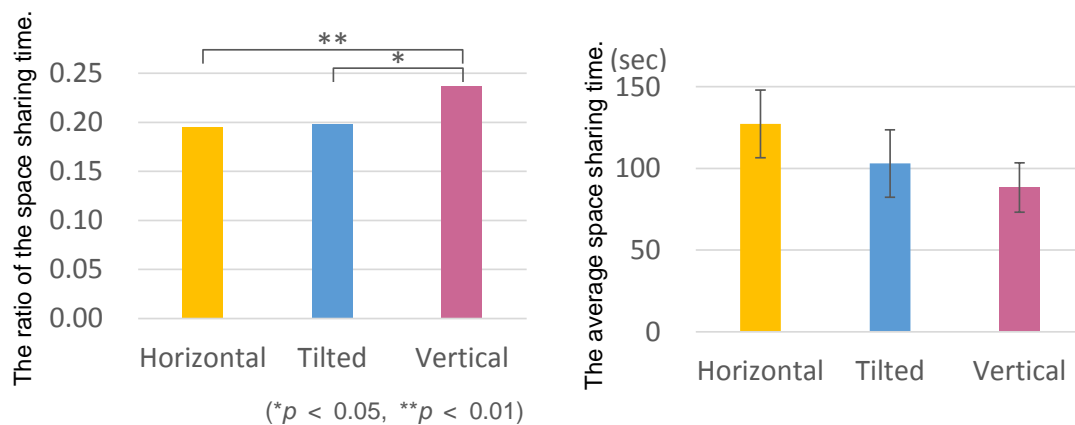 The ratio of the space sharing time.
**
*
0.25
0.20
0.15
0.10
0.05
0.00
Horizontal Tilted Vertical
(*p < 0.05, **p < 0.01)
The average space sharing time.
(sec)
150
100
50
0
Horizontal Tilted Vertical